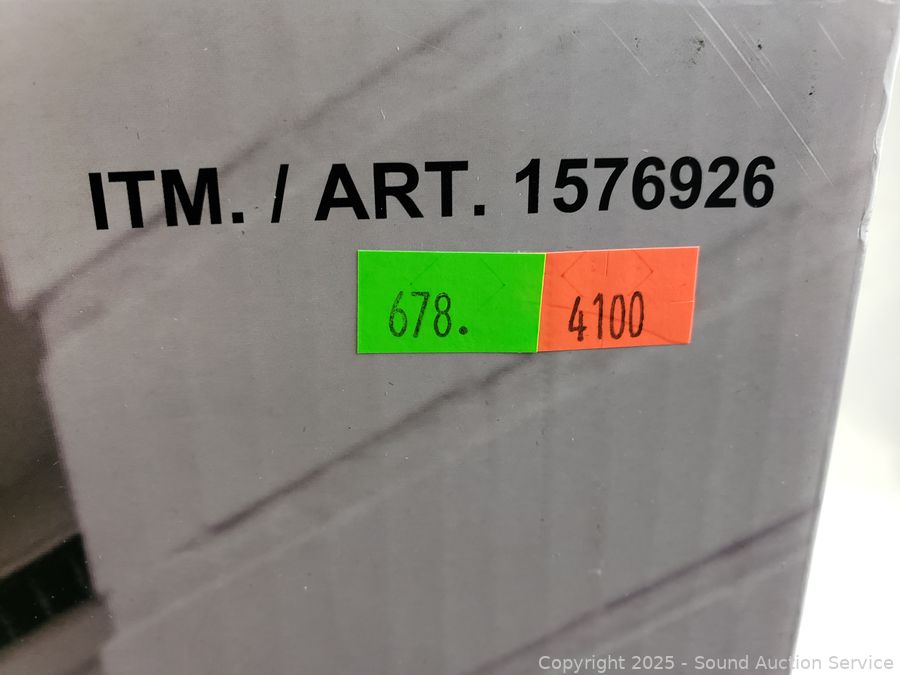 ITM. / ART. 1576926
678. 4100
Copyright 2025 - Sound Auction Service